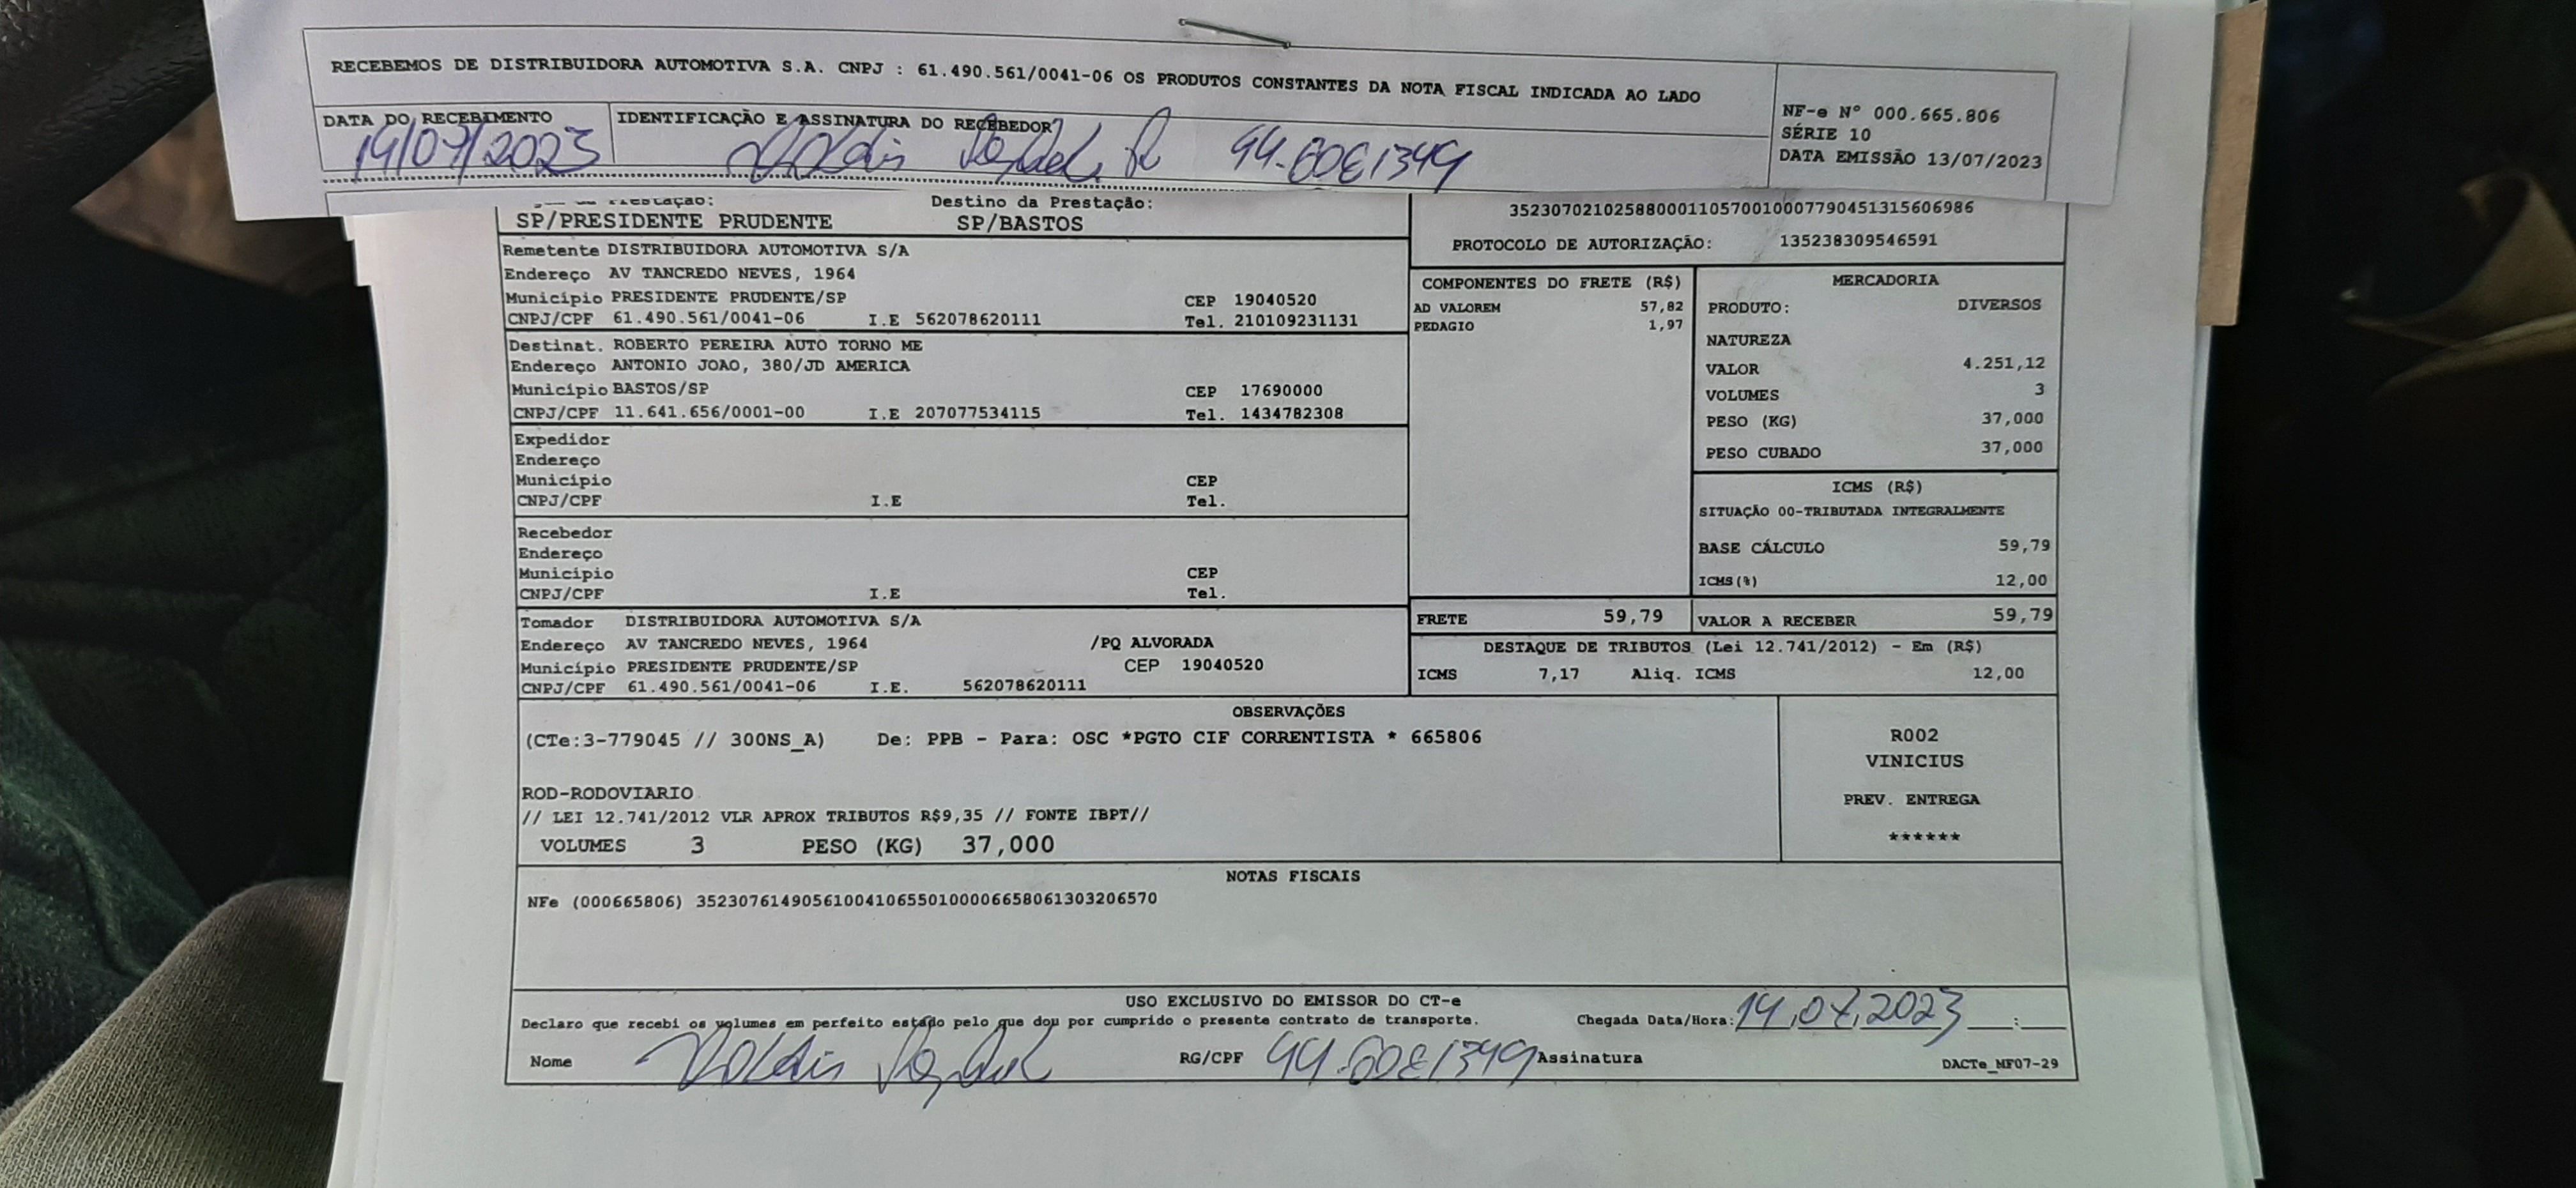 RECEBEMOS DE DISTRIBUIDORA AUTOMOTIVA S.A. CNPJ : 61.490.561/0041-06 OS PRODUTOS CONSTANTES DA NOTA FISCAL INDICADA AO LADO
DATA DO RECEBIMENTO IDENTIFICAÇÃO E ASSINATURA DO RECEBEDOR
14/07/2023
NF-e Nº 000.665.806
SÉRIE 10
DATA EMISSÃO 13/07/2023
Destino da Prestação:
SP/PRESIDENTE PRUDENTE SP/BASTOS
35230702102588000110570010007790451315606986
PROTOCOLO DE AUTORIZAÇÃO: 135238309546591
Remetente DISTRIBUIDORA AUTOMOTIVA S/A
Endereço AV TANCREDO NEVES, 1964
Município PRESIDENTE PRUDENTE/SP CEP 19040520
CNPJ/CPF 61.490.561/0041-06 I.E 562078620111 Tel. 210109231131
Destinat. ROBERTO PEREIRA AUTO TORNO ME
Endereço ANTONIO JOAO, 380/JD AMERICA
Município BASTOS/SP CEP 17690000
CNPJ/CPF 11.641.656/0001-00 I.E 207077534115 Tel. 1434782308
Expedidor
Endereço
Município CEP
CNPJ/CPF I.E Tel.
Recebedor
Endereço
Município CEP
CNPJ/CPF I.E Tel.
Tomador DISTRIBUIDORA AUTOMOTIVA S/A
Endereço AV TANCREDO NEVES, 1964 /PQ ALVORADA
Município PRESIDENTE PRUDENTE/SP CEP 19040520
CNPJ/CPF 61.490.561/0041-06 I.E. 562078620111
COMPONENTES DO FRETE (R$)
AD VALOREM 57,82
PEDAGIO 1,97
MERCADORIA
PRODUTO: DIVERSOS
NATUREZA
VALOR 4.251,12
VOLUMES 3
PESO (KG) 37,000
PESO CUBADO 37,000
ICMS (R$)
SITUAÇÃO 00-TRIBUTADA INTEGRALMENTE
BASE CÁLCULO 59,79
ICMS(%) 12,00
FRETE 59,79 VALOR A RECEBER 59,79
DESTAQUE DE TRIBUTOS (Lei 12.741/2012) - Em (R$)
ICMS 7,17 Aliq. ICMS 12,00
OBSERVAÇÕES
(CTe:3-779045 // 300NS_A) De: PPB - Para: OSC *PGTO CIF CORRENTISTA * 665806
ROD-RODOVIARIO
// LEI 12.741/2012 VLR APROX TRIBUTOS R$9,35 // FONTE IBPT//
VOLUMES 3 PESO (KG) 37,000
R002
VINICIUS
PREV. ENTREGA
******
NOTAS FISCAIS
NFe (000665806) 35230761490561004106550100006658061303206570
USO EXCLUSIVO DO EMISSOR DO CT-e
Declaro que recebi os volumes em perfeito estado pelo que dou por cumprido o presente contrato de transporte. Chegada Data/Hora: 14,07,2023 ___:___
Nome RG/CPF Assinatura DACTe_MF07-29